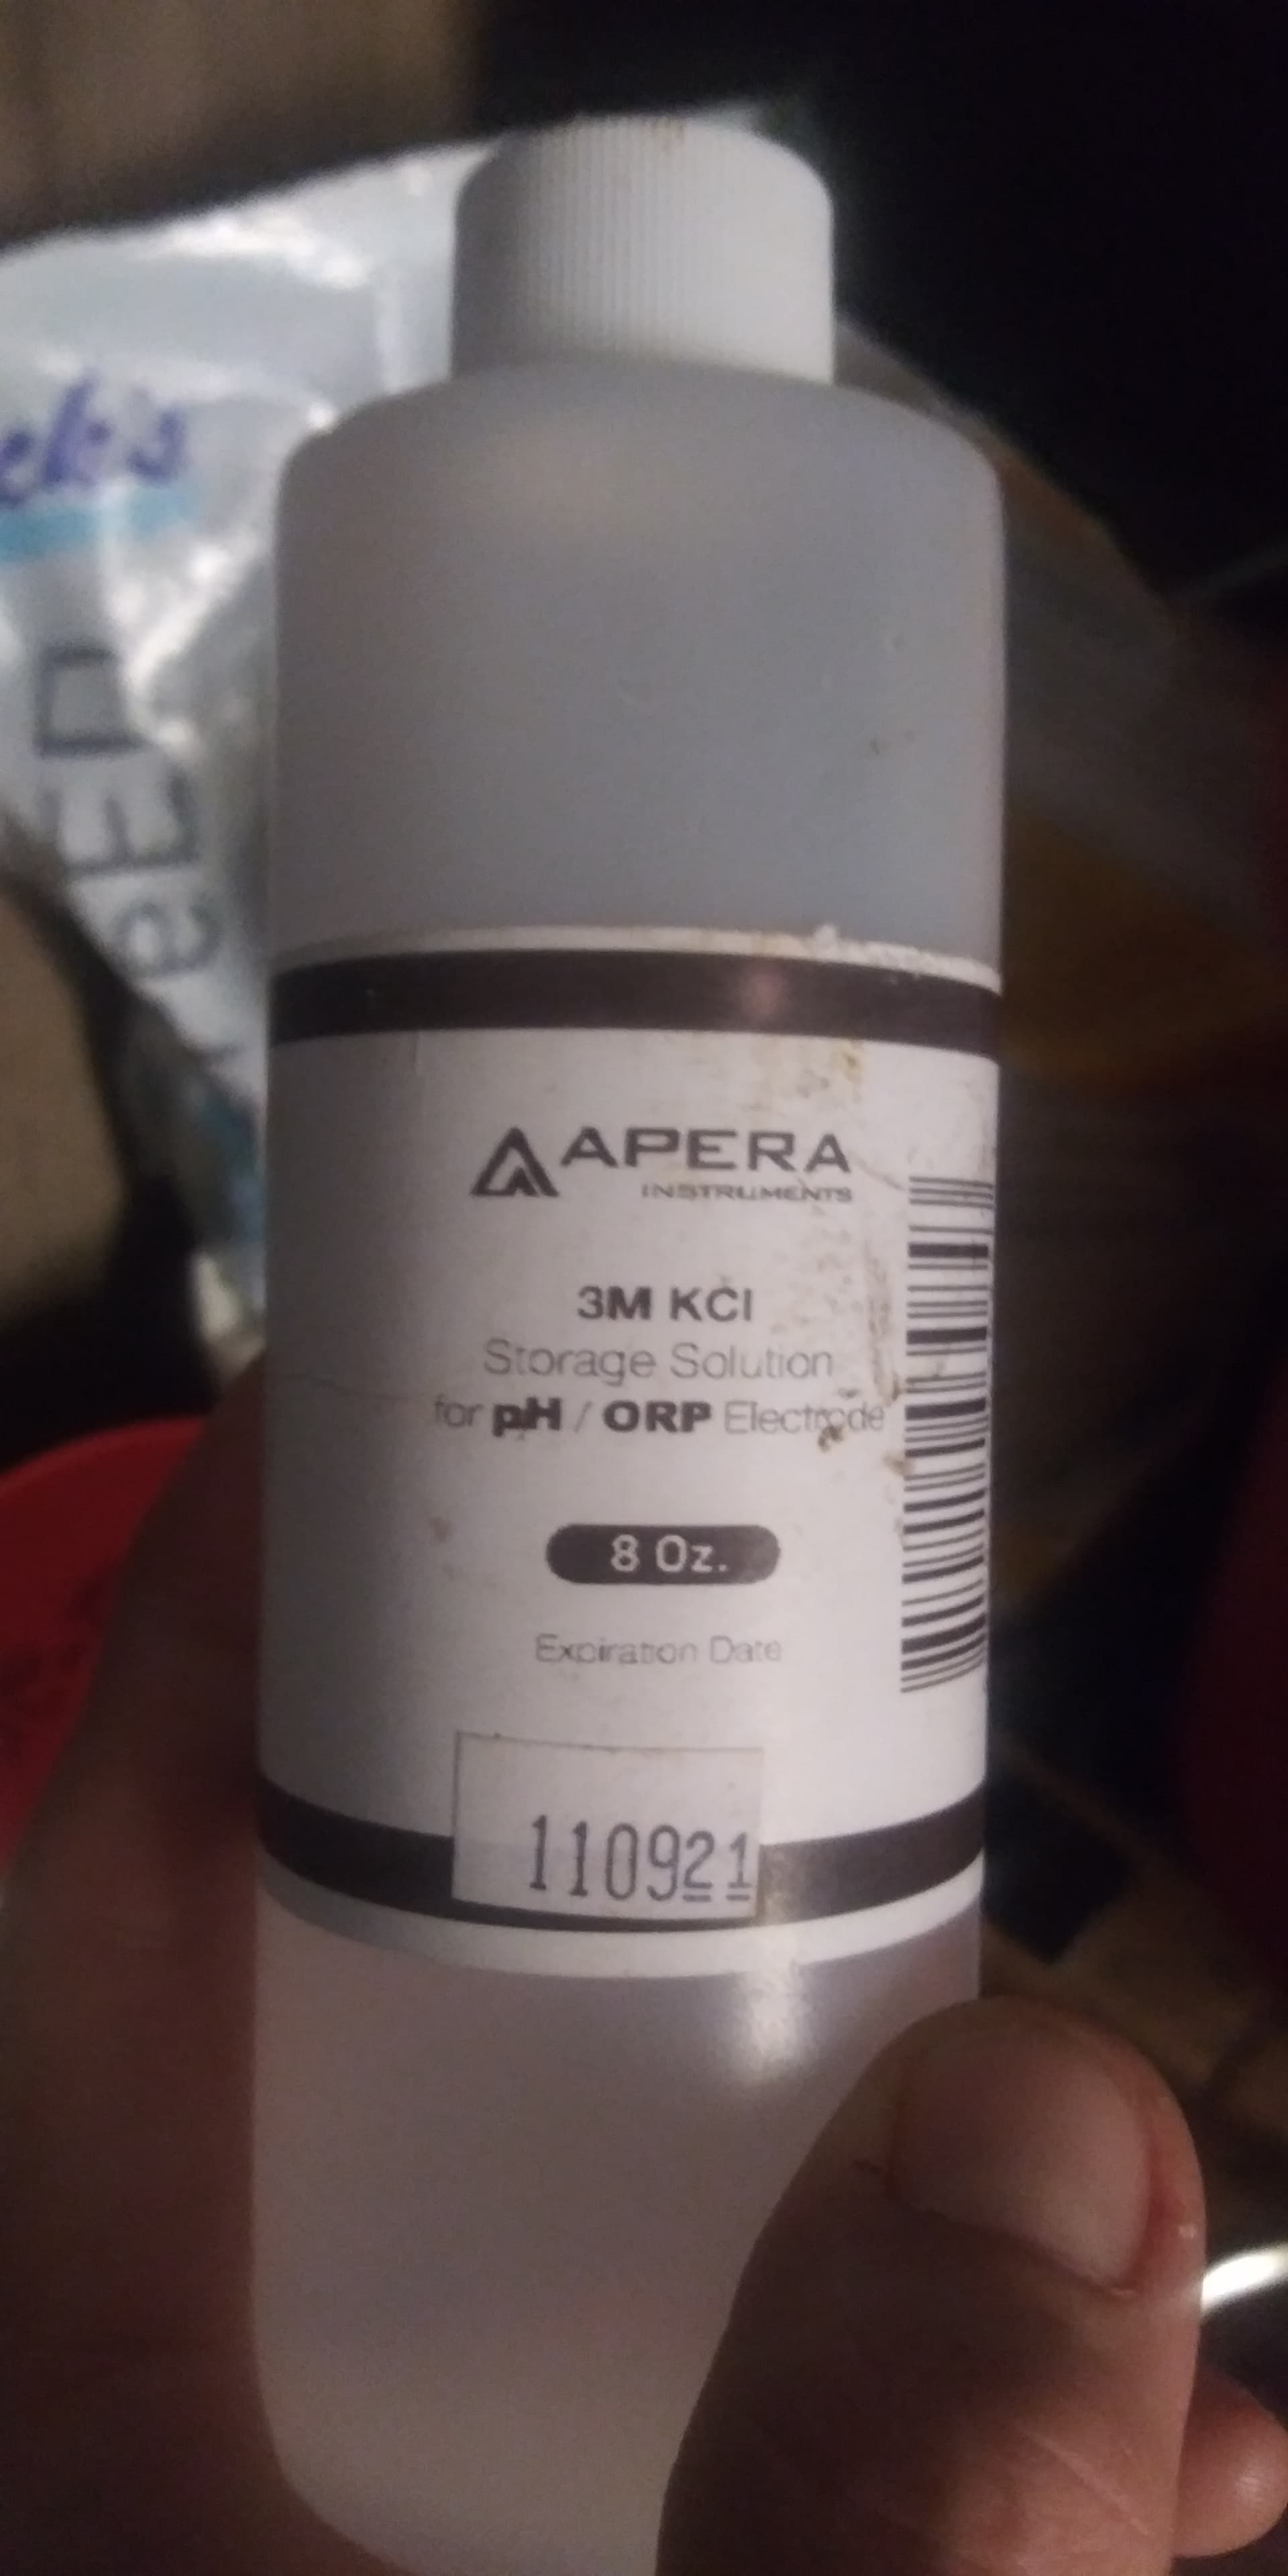 APERA
INSTRUMENTS
3M KCl
Storage Solution
for pH / ORP Electrode
8 Oz.
Expiration Date
110921